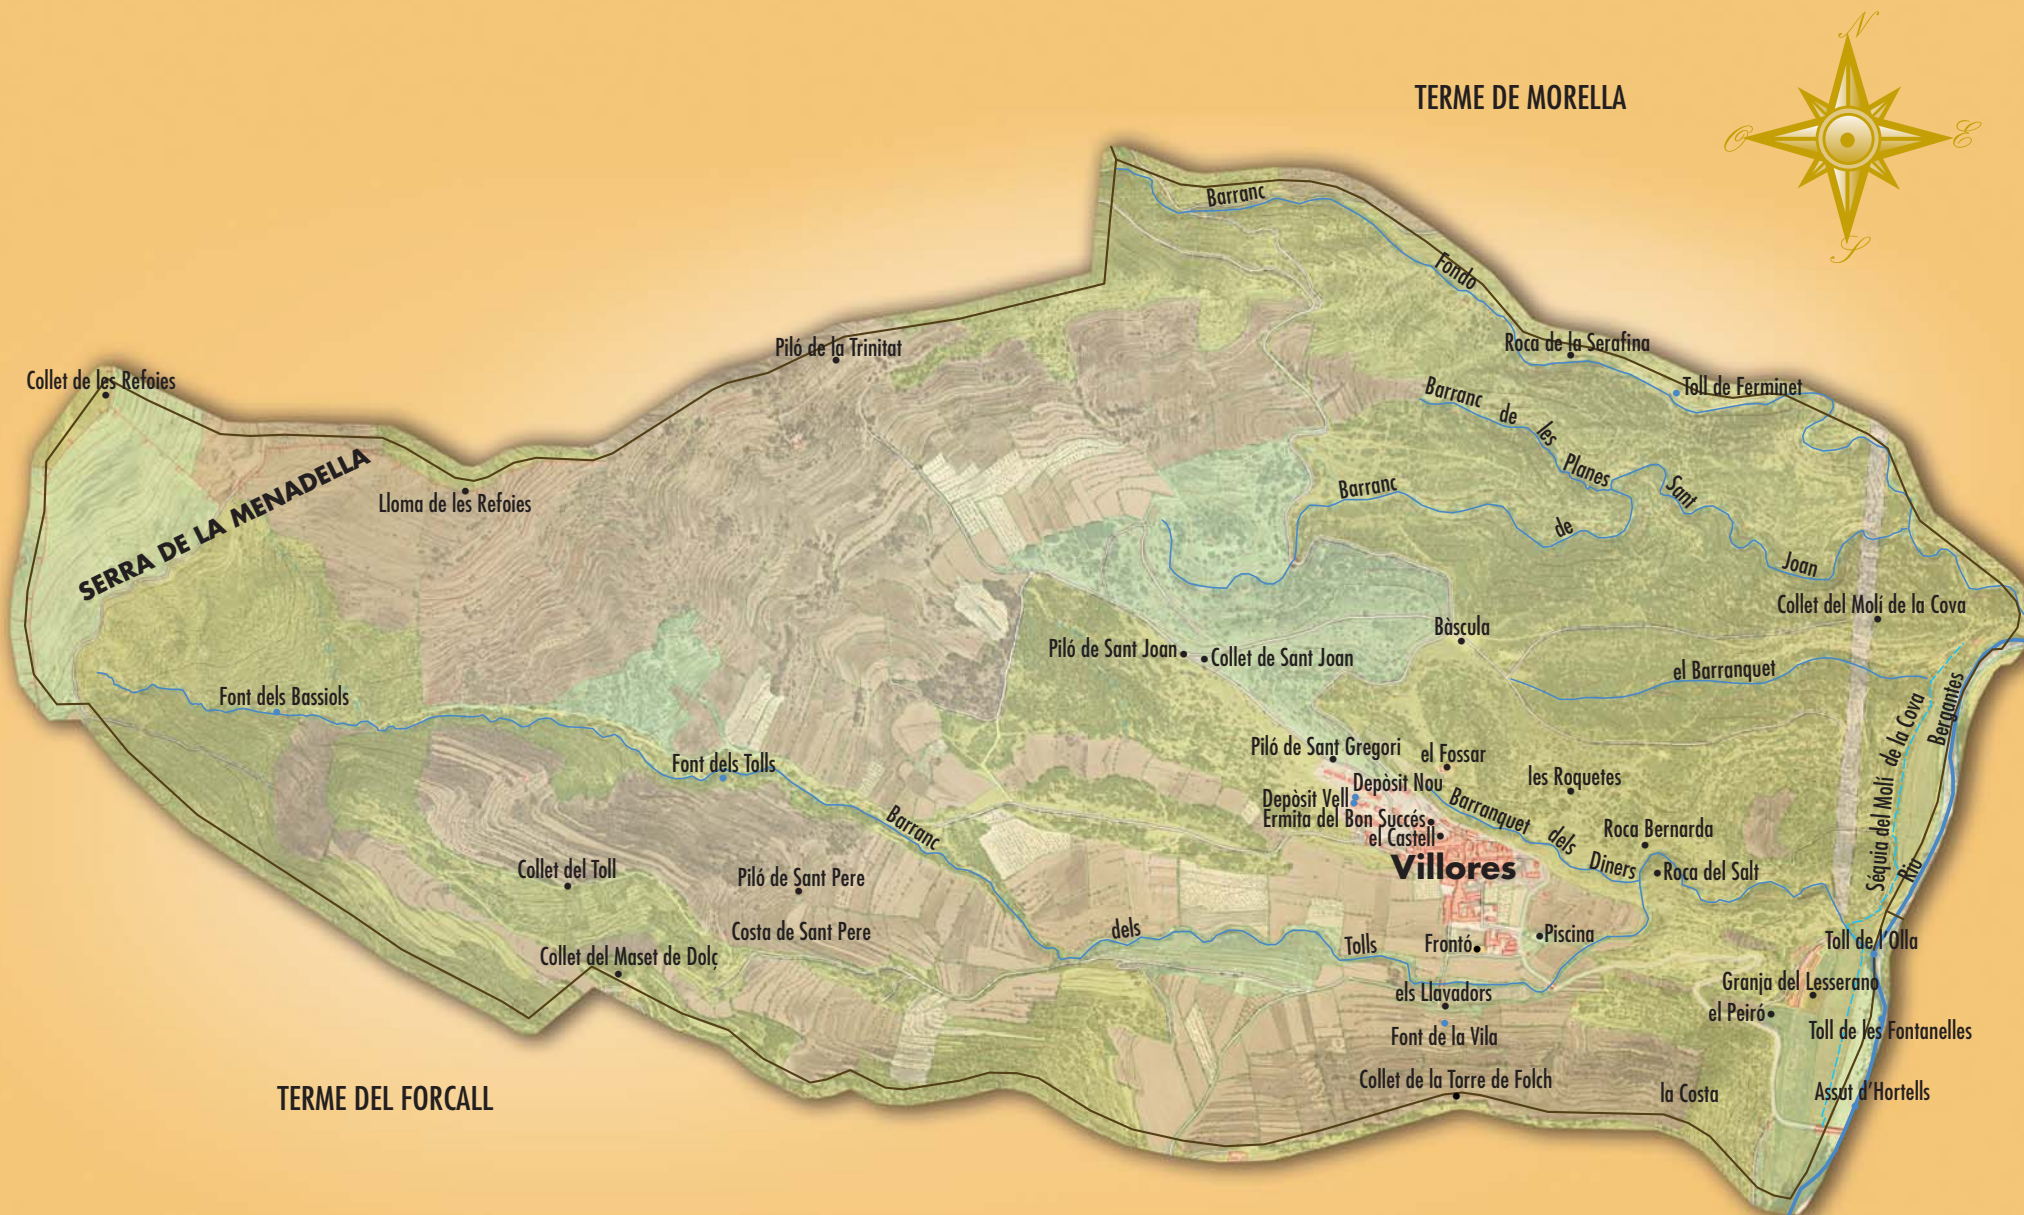 N
TERME DE MORELLA
O
E
S
Barranc Fondo
Roca de la Serafina
Piló de la Trinitat
Collet de les Refoies
Toll de Ferminet
Barranc de les Planes
SERRA DE LA MENADELLA
Lloma de les Refoies
Barranc de Sant Joan
Collet del Molí de la Cova
Bàscula
Piló de Sant Joan
Collet de Sant Joan
el Barranquet
Font dels Bassiols
Séquia del Molí de la Cova
Riu Bergantes
Piló de Sant Gregori
el Fossar
Font dels Tolls
les Roquetes
Depòsit Nou
Depòsit Vell
Barranquet dels Diners
Ermita del Bon Succés
el Castell
Roca Bernarda
Villores
Roca del Salt
Collet del Toll
Piló de Sant Pere
Costa de Sant Pere
Barranc dels Tolls
Frontó
Piscina
Toll de l'Olla
Collet del Maset de Dolç
Granja del Lesserano
els Llavadors
el Peiró
Font de la Vila
Toll de les Fontanelles
Collet de la Torre de Folch
la Costa
Assut d'Hortells
TERME DEL FORCALL